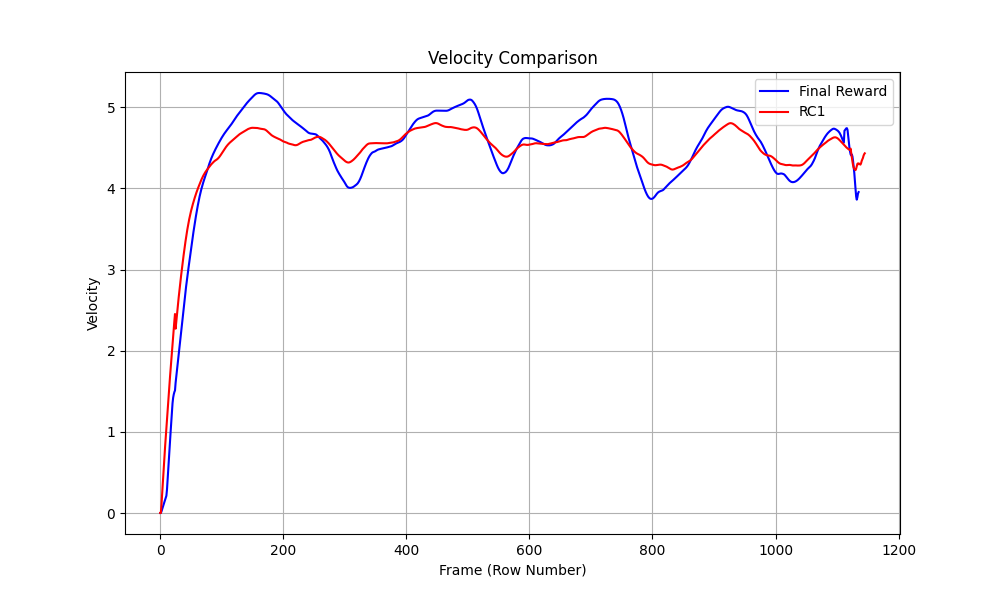 Velocity Comparison
Final Reward
RC1
Velocity
5
4
3
2
1
0
0 200 400 600 800 1000 1200
Frame (Row Number)